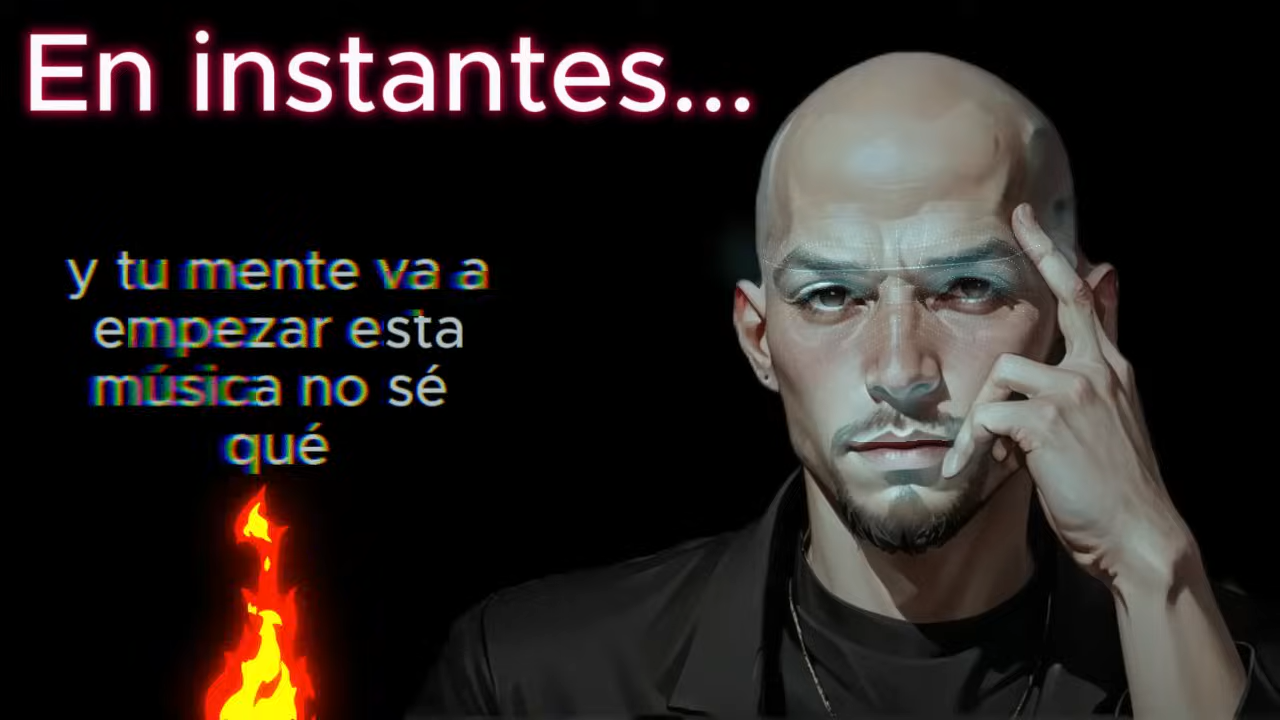 En instantes...
y tu mente va a
empezar esta
música no sé
qué